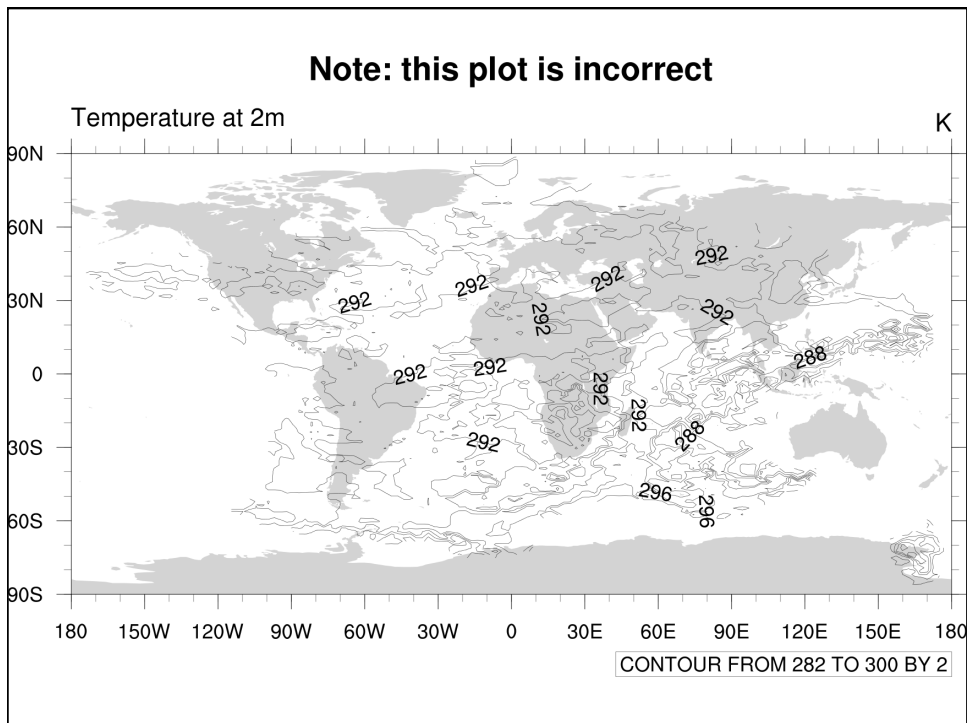 Note: this plot is incorrect
Temperature at 2m K
90N
60N
30N
0
30S
60S
90S
292
292
292
292
292
292
288
292
292
292
292
292
288
296
296
180 150W 120W 90W 60W 30W 0 30E 60E 90E 120E 150E 180
CONTOUR FROM 282 TO 300 BY 2